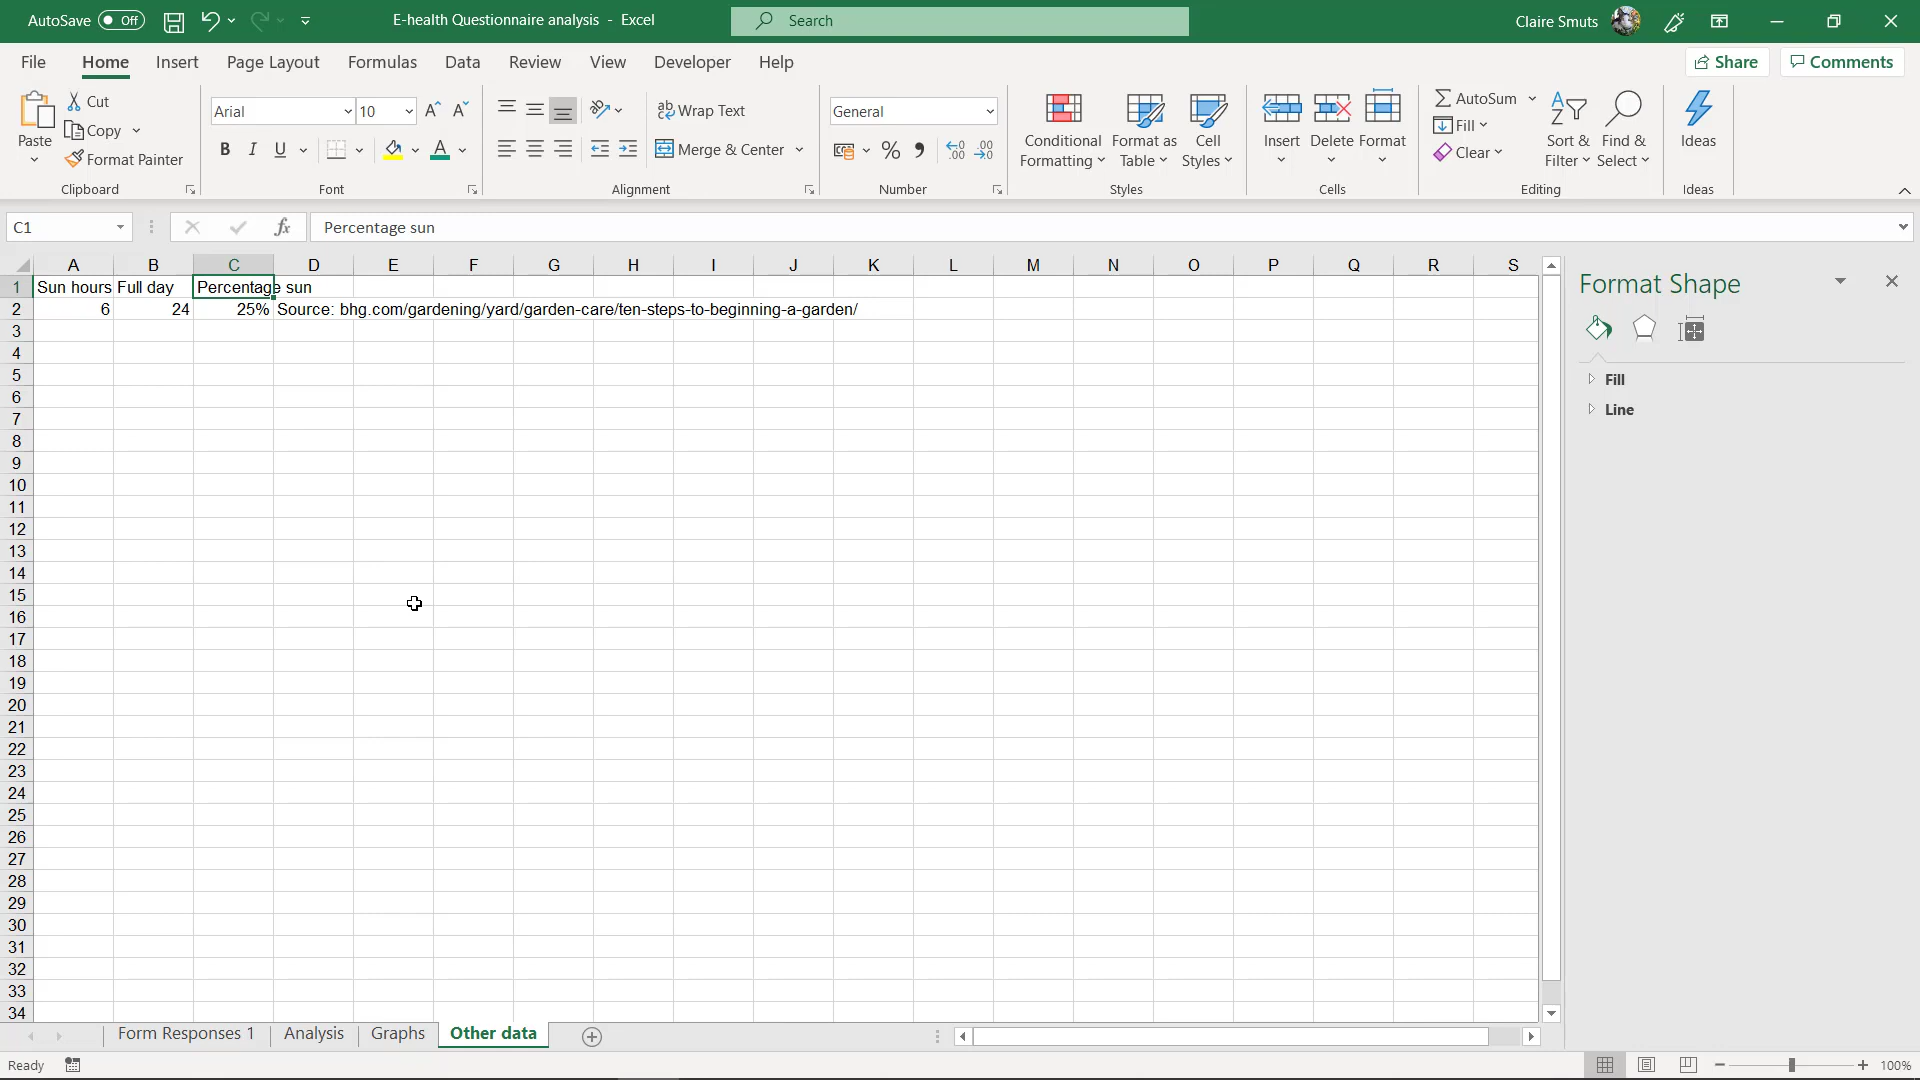 AutoSave Off E-health Questionnaire analysis - Excel Search Claire Smuts
File Home Insert Page Layout Formulas Data Review View Developer Help Share Comments
Paste Cut Copy Format Painter Clipboard
Arial 10 B I U A Font
Wrap Text Merge & Center Alignment
General % , .00 Number
Conditional Formatting Format as Table Cell Styles Styles
Insert Delete Format Cells
AutoSum Fill Clear Sort & Filter Find & Select Editing
Ideas Ideas
C1 fx Percentage sun
A B C D E F G H I J K L M N O P Q R S
1 Sun hours Full day Percentage sun
2 6 24 25% Source: bhg.com/gardening/yard/garden-care/ten-steps-to-beginning-a-garden/
3
4
5
6
7
8
9
10
11
12
13
14
15
16
17
18
19
20
21
22
23
24
25
26
27
28
29
30
31
32
33
34
Format Shape
Fill
Line
Form Responses 1 Analysis Graphs Other data
Ready 100%